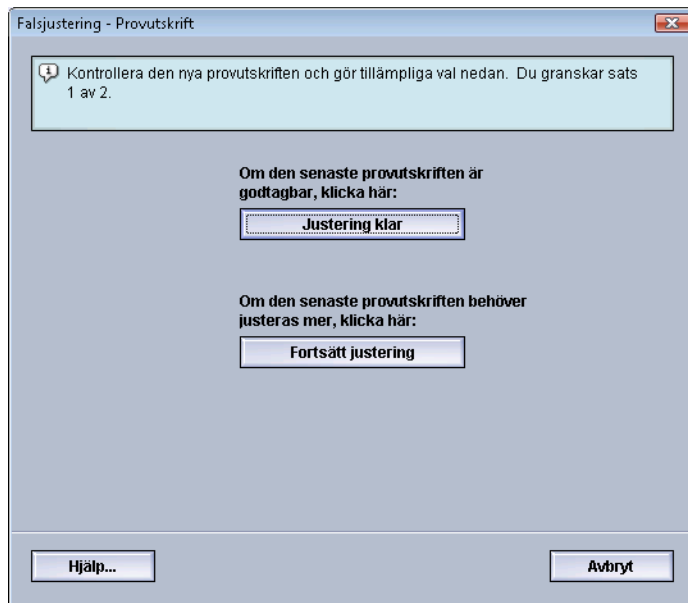 Falsjustering - Provutskrift
Kontrollera den nya provutskriften och gör tillämpliga val nedan. Du granskar sats
1 av 2.
Om den senaste provutskriften är
godtagbar, klicka här:
Justering klar
Om den senaste provutskriften behöver
justeras mer, klicka här:
Fortsätt justering
Hjälp...
Avbryt